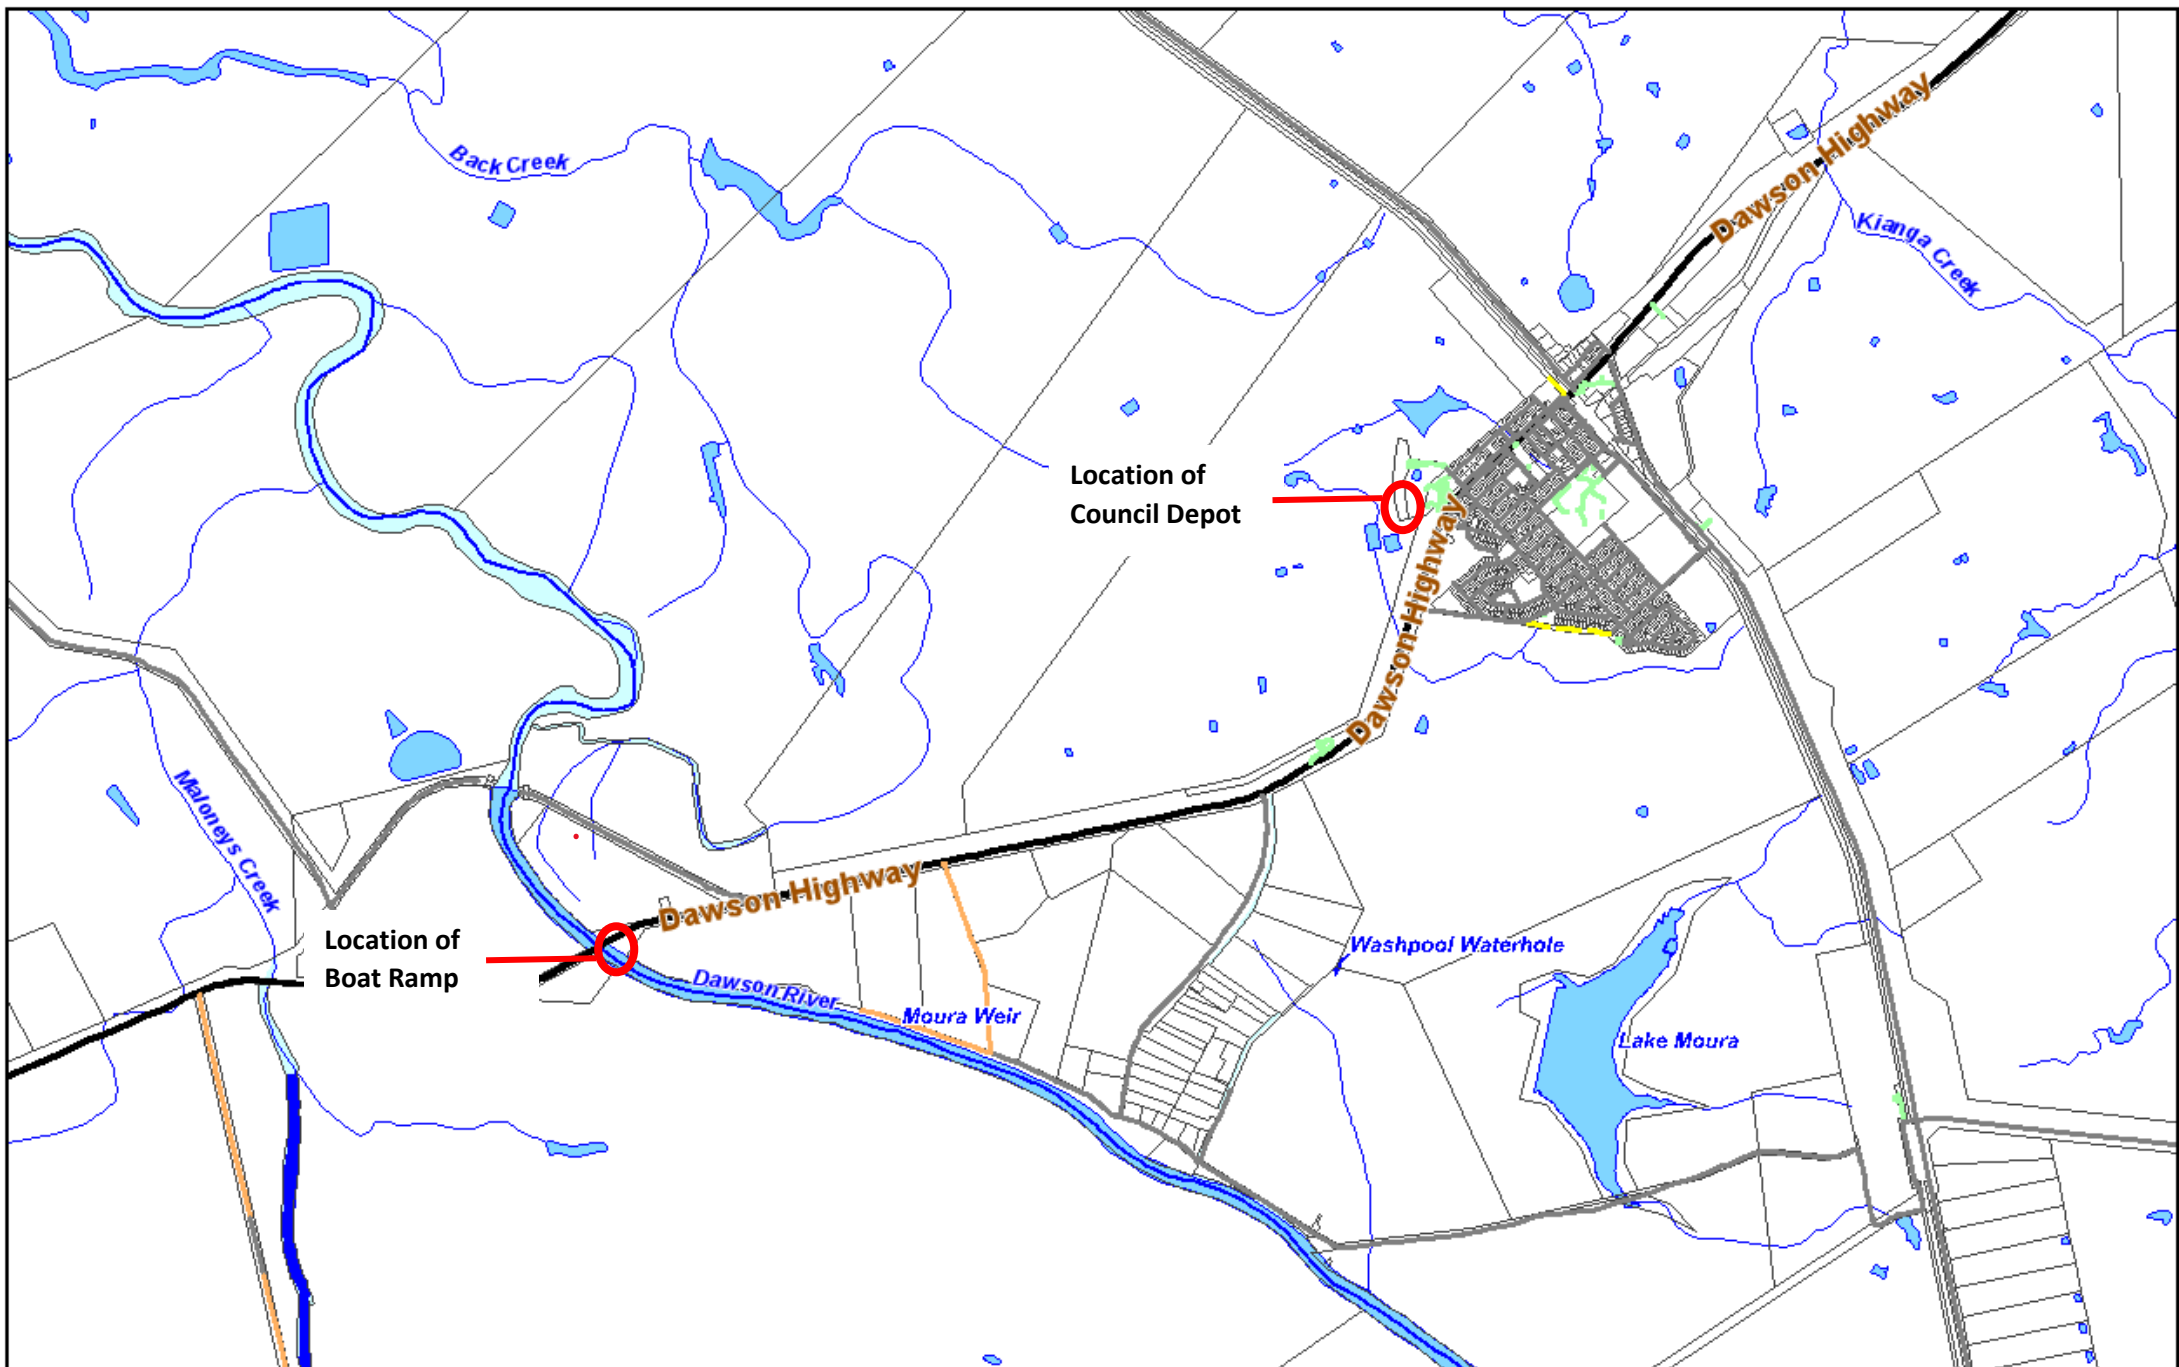 Dawson Highway
Back Creek
Kianga Creek
Location of
Council Depot
Dawson Highway
Maloneys Creek
Dawson Highway
Location of
Boat Ramp
Washpool Waterhole
Dawson River
Moura Weir
Lake Moura